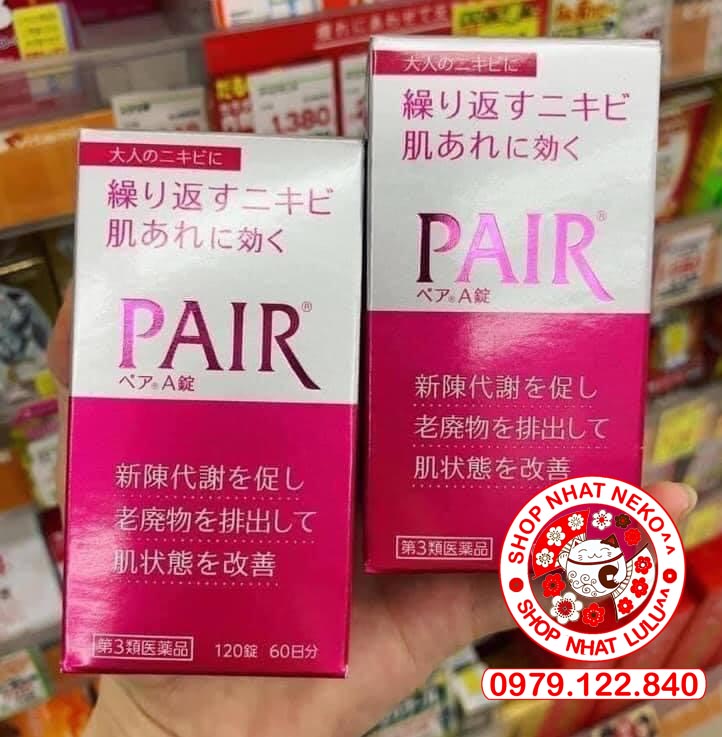 大人のニキビに
繰り返すニキビ
肌あれに効く
PAIR®
ペア®A錠
新陳代謝を促し
老廃物を排出して
肌状態を改善
第3類医薬品
120錠 60日分
大人のニキビに
繰り返すニキビ
肌あれに効く
PAIR®
ペア®A錠
新陳代謝を促し
老廃物を排出して
肌状態を改善
第3類医薬品
1,380
SHOP NHAT NEKO
SHOP NHAT LULU
0979.122.840